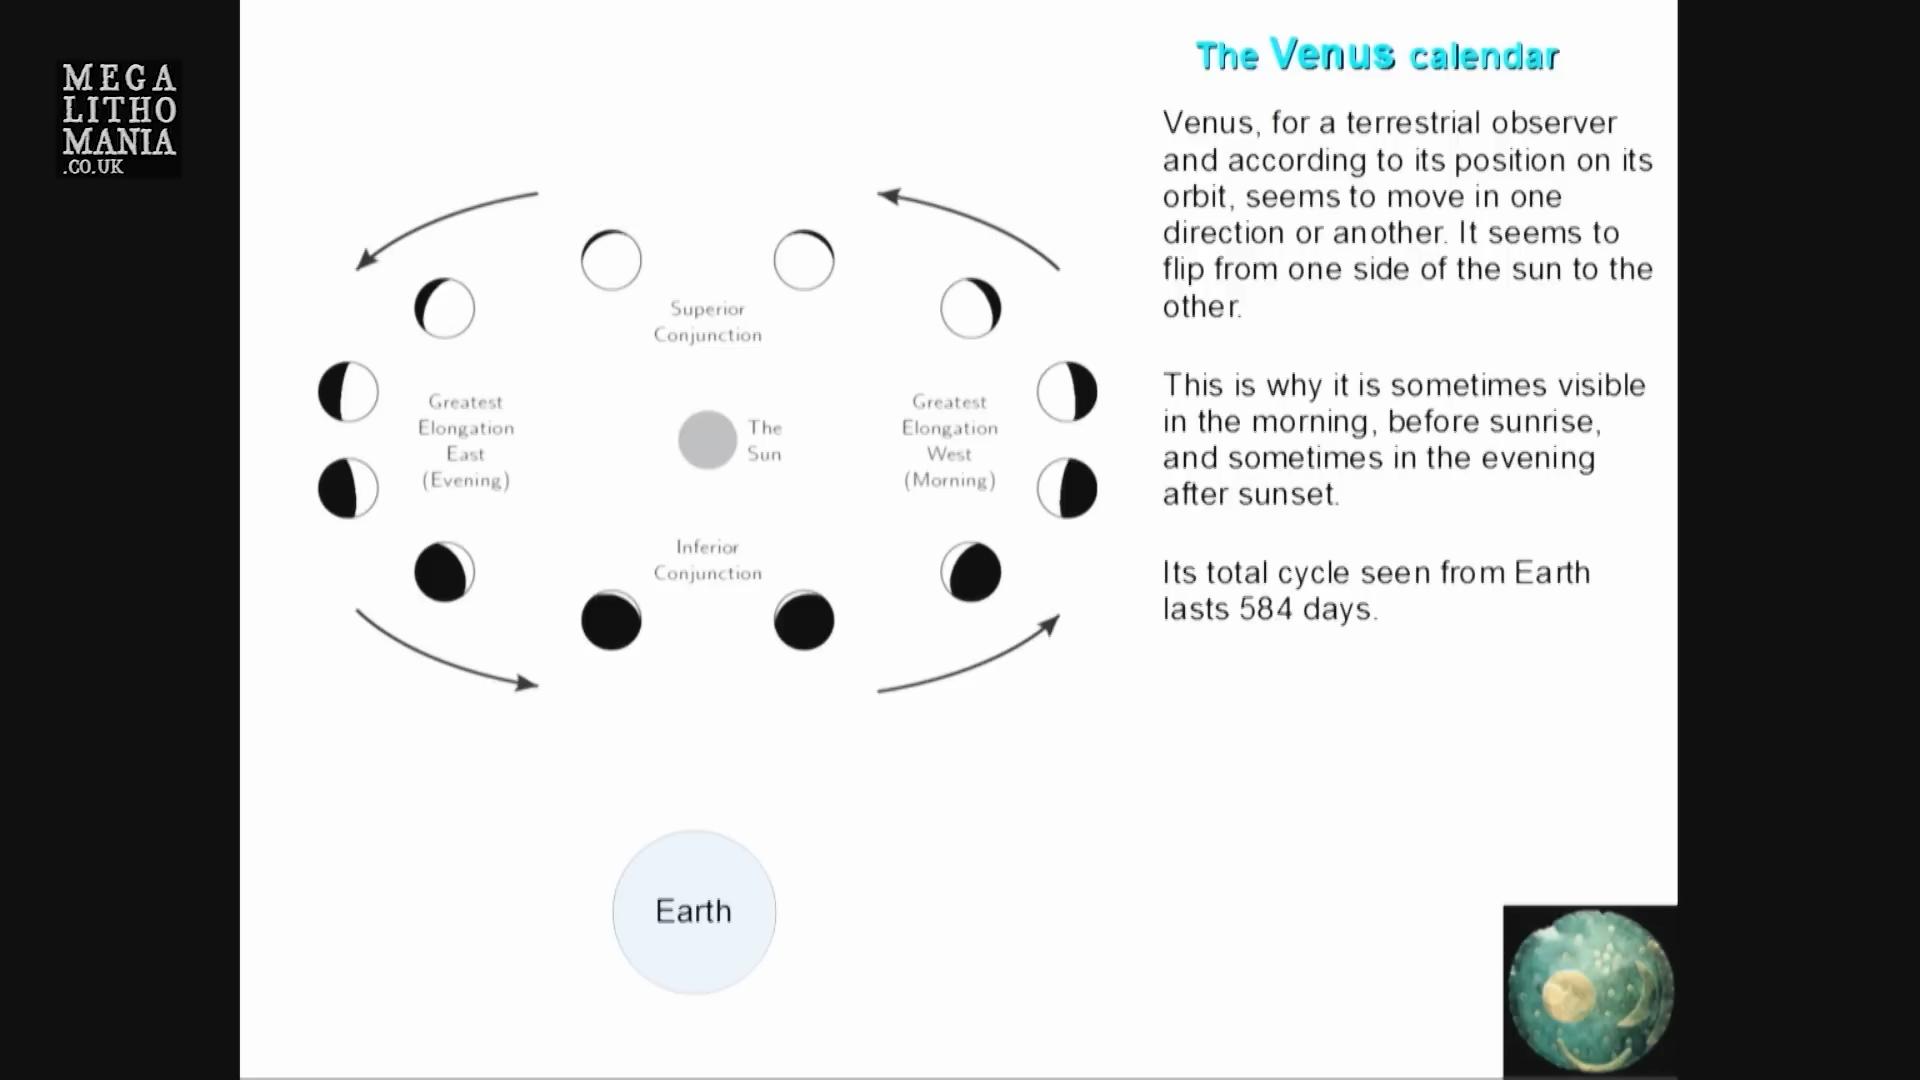 MEGA
LITHO
MANIA
.CO.UK
The Venus calendar
Venus, for a terrestrial observer
and according to its position on its
orbit, seems to move in one
direction or another. It seems to
flip from one side of the sun to the
other.
This is why it is sometimes visible
in the morning, before sunrise,
and sometimes in the evening
after sunset.
Its total cycle seen from Earth
lasts 584 days.
Superior
Conjunction
Greatest
Elongation
East
(Evening)
The
Sun
Greatest
Elongation
West
(Morning)
Inferior
Conjunction
Earth